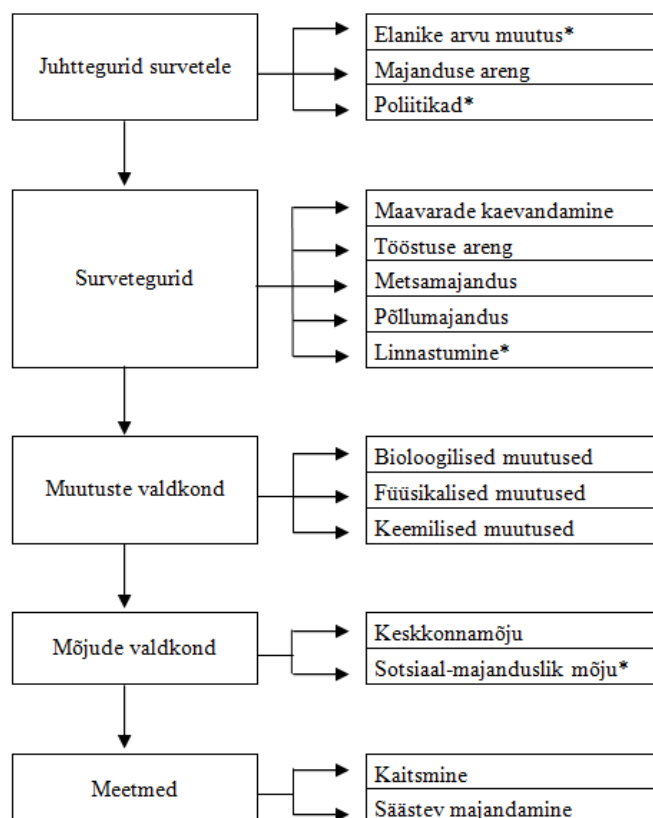 Juhttegurid survetele
Elanike arvu muutus*
Majanduse areng
Poliitikad*
Survetegurid
Maavarade kaevandamine
Tööstuse areng
Metsamajandus
Põllumajandus
Linnastumine*
Muutuste valdkond
Bioloogilised muutused
Füüsikalised muutused
Keemilised muutused
Mõjude valdkond
Keskkonnamõju
Sotsiaal-majanduslik mõju*
Meetmed
Kaitsmine
Säästev majandamine